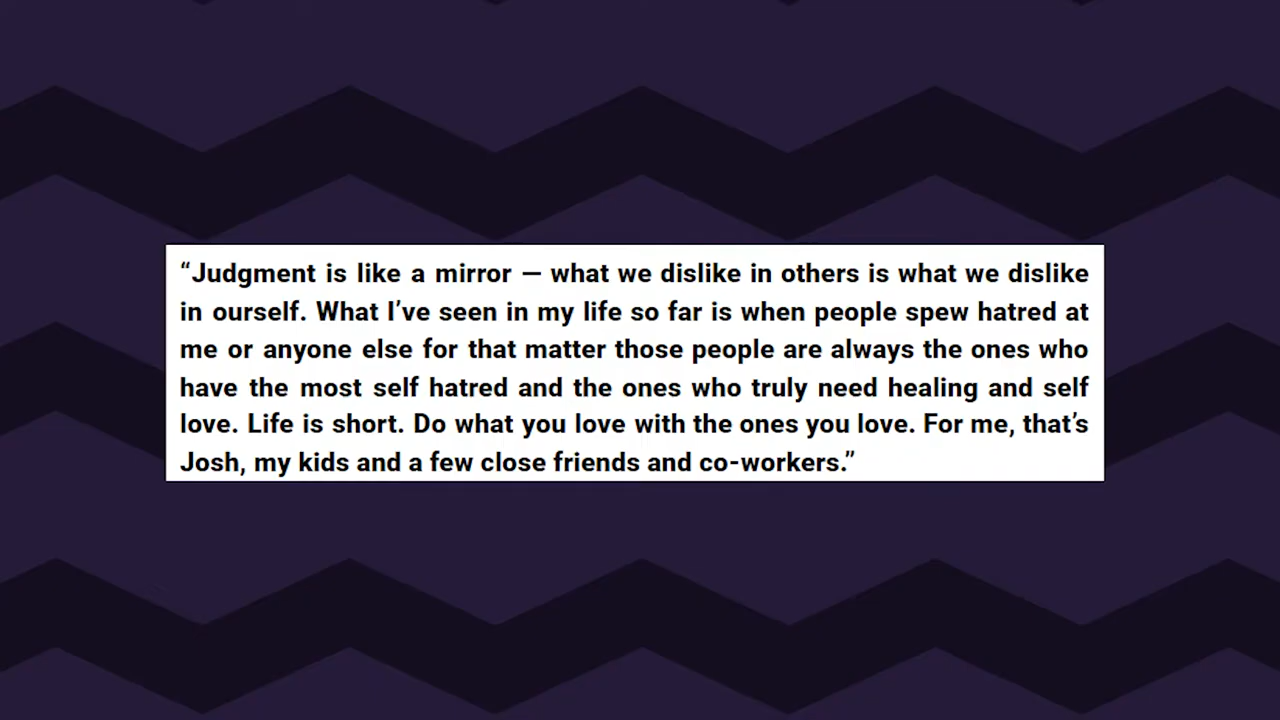 “Judgment is like a mirror — what we dislike in others is what we dislike
in ourself. What I’ve seen in my life so far is when people spew hatred at
me or anyone else for that matter those people are always the ones who
have the most self hatred and the ones who truly need healing and self
love. Life is short. Do what you love with the ones you love. For me, that’s
Josh, my kids and a few close friends and co-workers.”